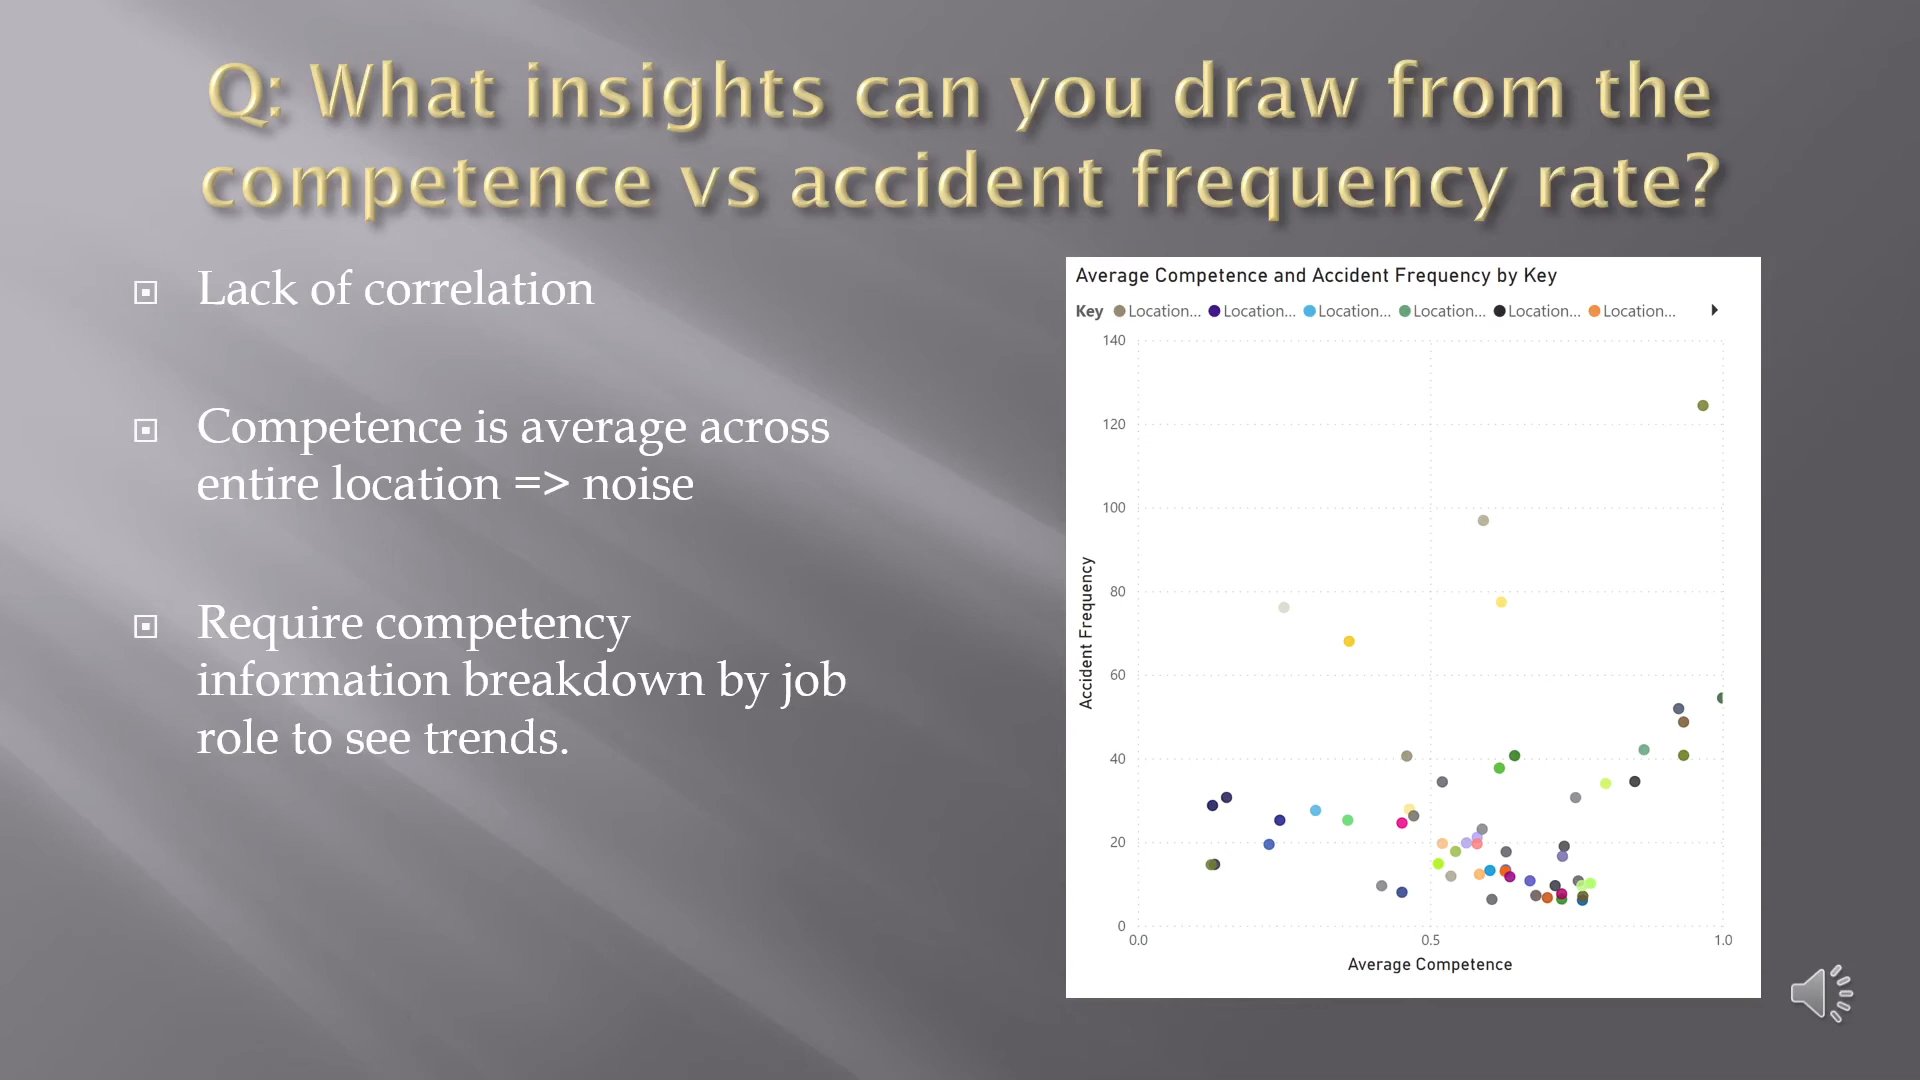 Q: What insights can you draw from the
competence vs accident frequency rate?
Lack of correlation
Competence is average across
entire location => noise
Require competency
information breakdown by job
role to see trends.
Average Competence and Accident Frequency by Key
Key Location... Location... Location... Location... Location... Location...
140
120
100
80
60
40
20
0
Accident Frequency
0.0 0.5 1.0
Average Competence